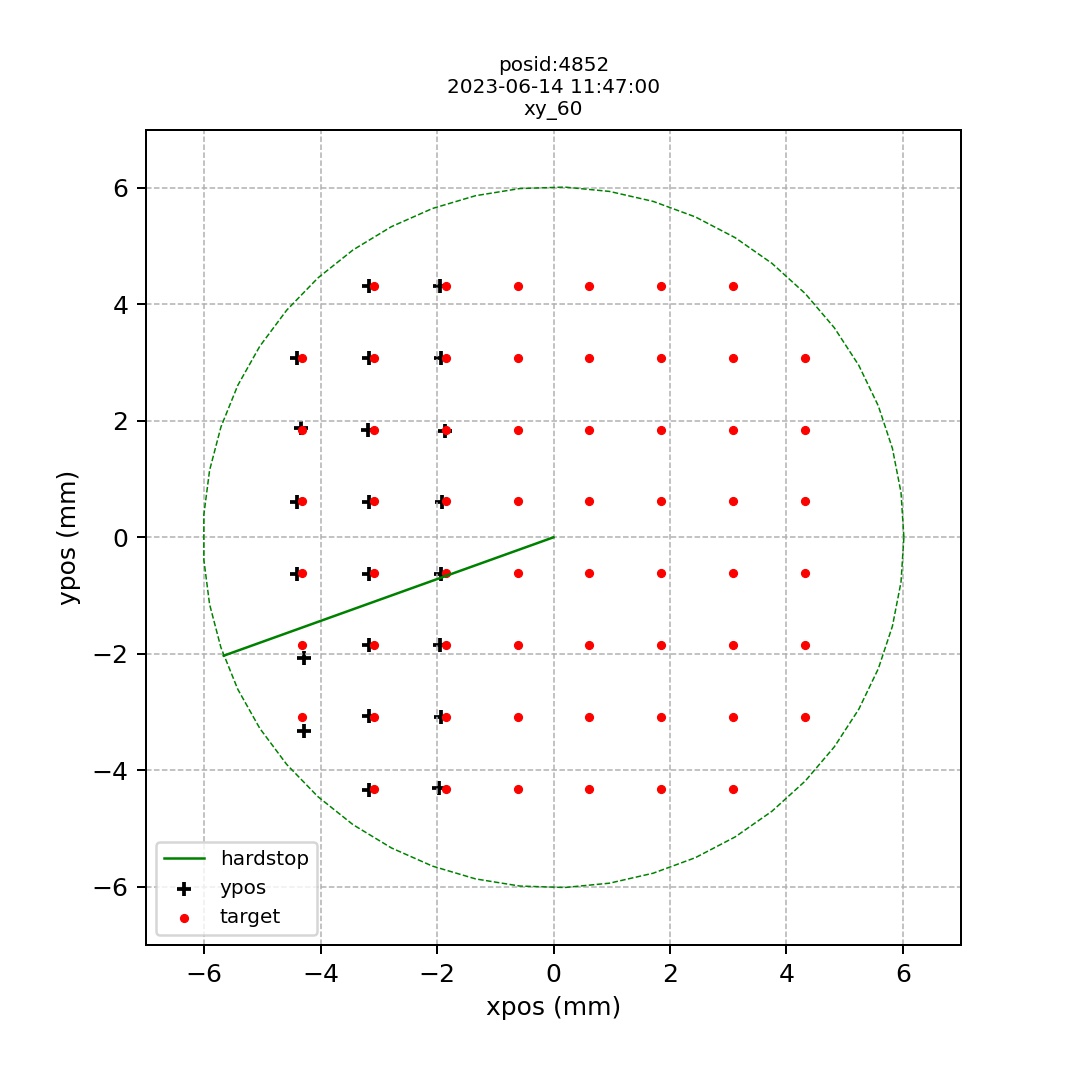 posid:4852
2023-06-14 11:47:00
xy_60
6
4
2
0
−2
−4
−6
ypos (mm)
hardstop
ypos
target
−6 −4 −2 0 2 4 6
xpos (mm)